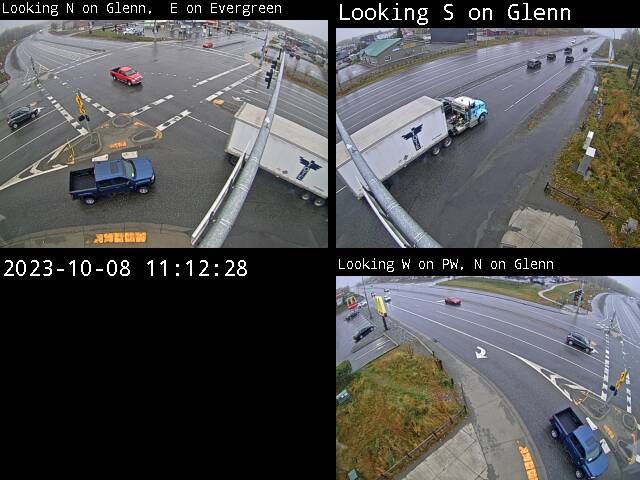 Looking N on Glenn,  E on Evergreen
Looking S on Glenn
2023-10-08 11:12:28
Looking W on PW, N on Glenn